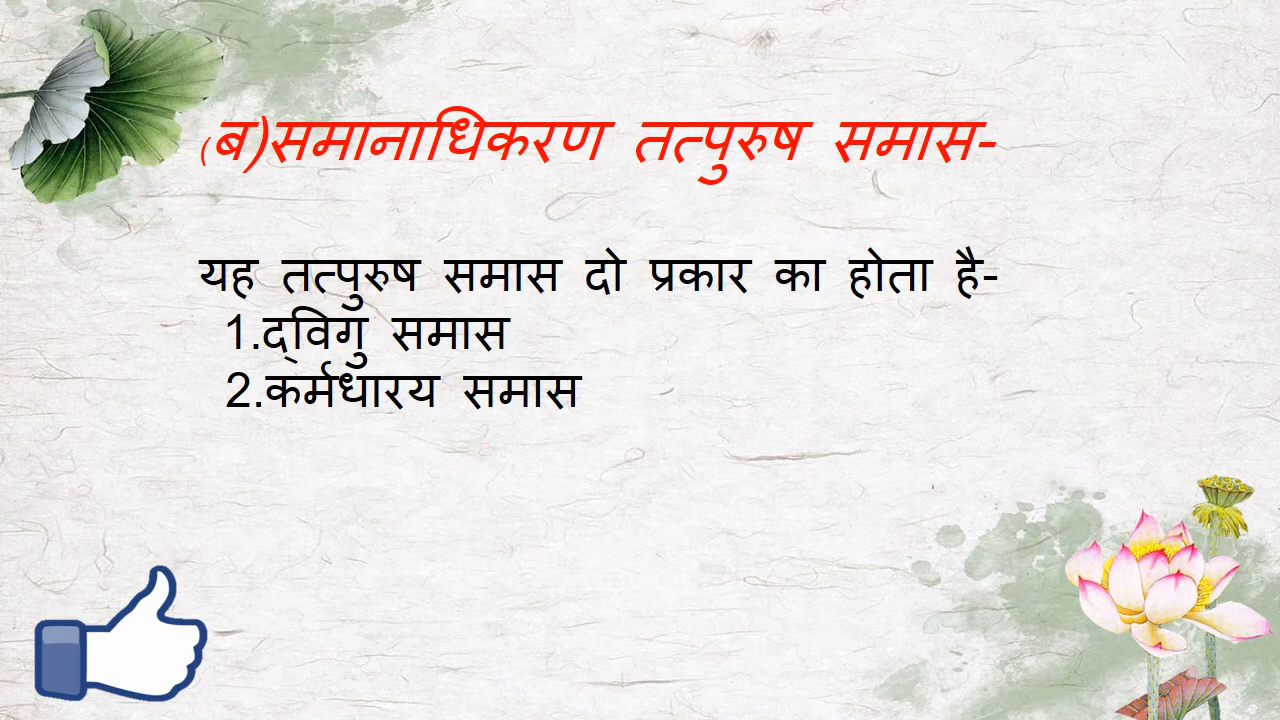 (ब)समानाधिकरण तत्पुरुष समास-
यह तत्पुरुष समास दो प्रकार का होता है-
1.द्विगु समास
2.कर्मधारय समास